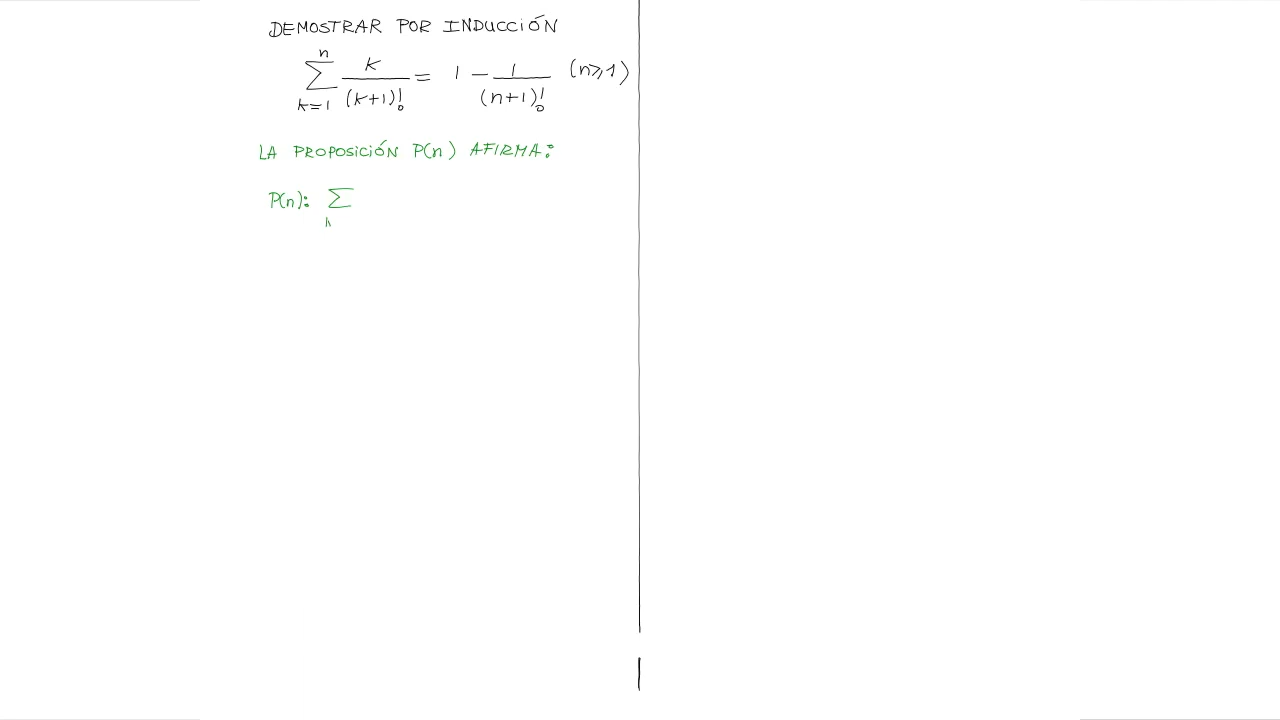 DEMOSTRAR POR INDUCCIÓN
n
∑ k/(k+1)! = 1 - 1/(n+1)! (n≥1)
k=1
LA PROPOSICIÓN P(n) AFIRMA:
P(n): ∑